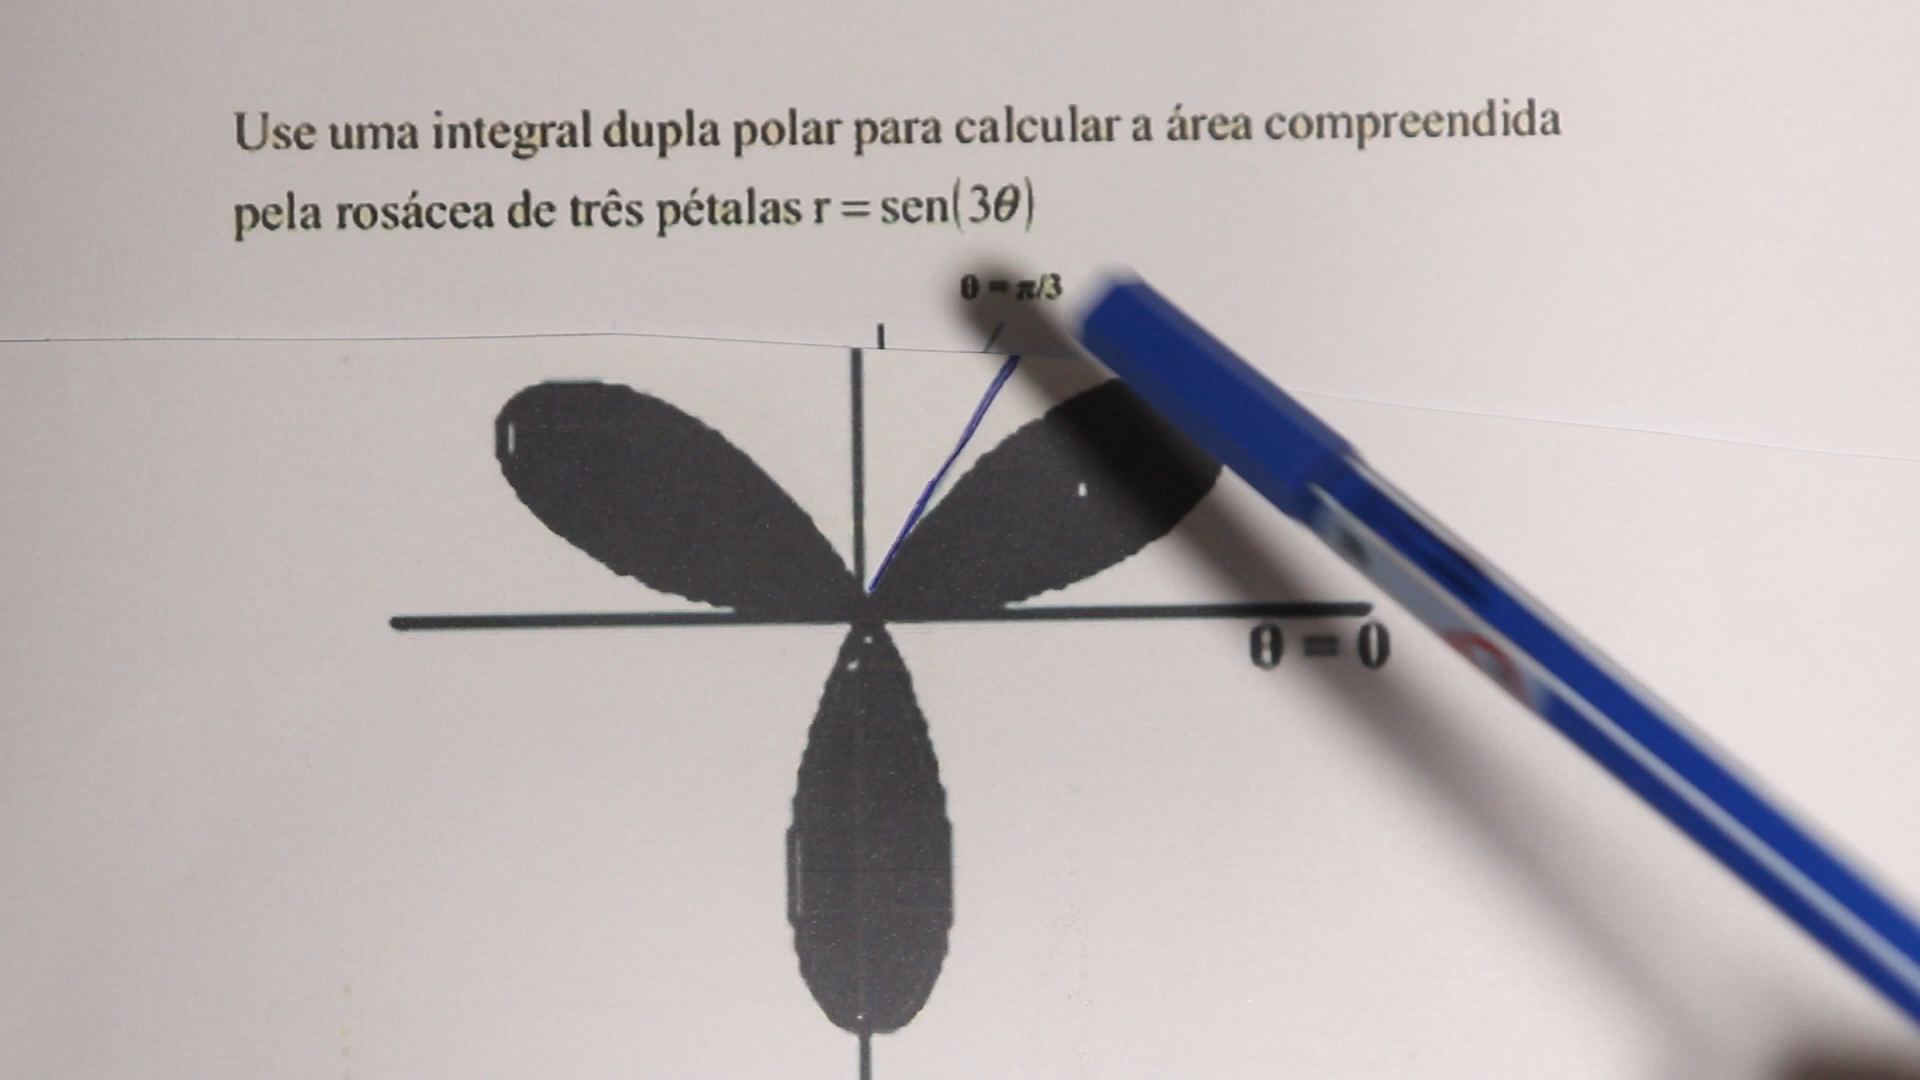 Use uma integral dupla polar para calcular a área compreendida
pela rosácea de três pétalas r = sen(3θ)
θ = π/3
θ = 0